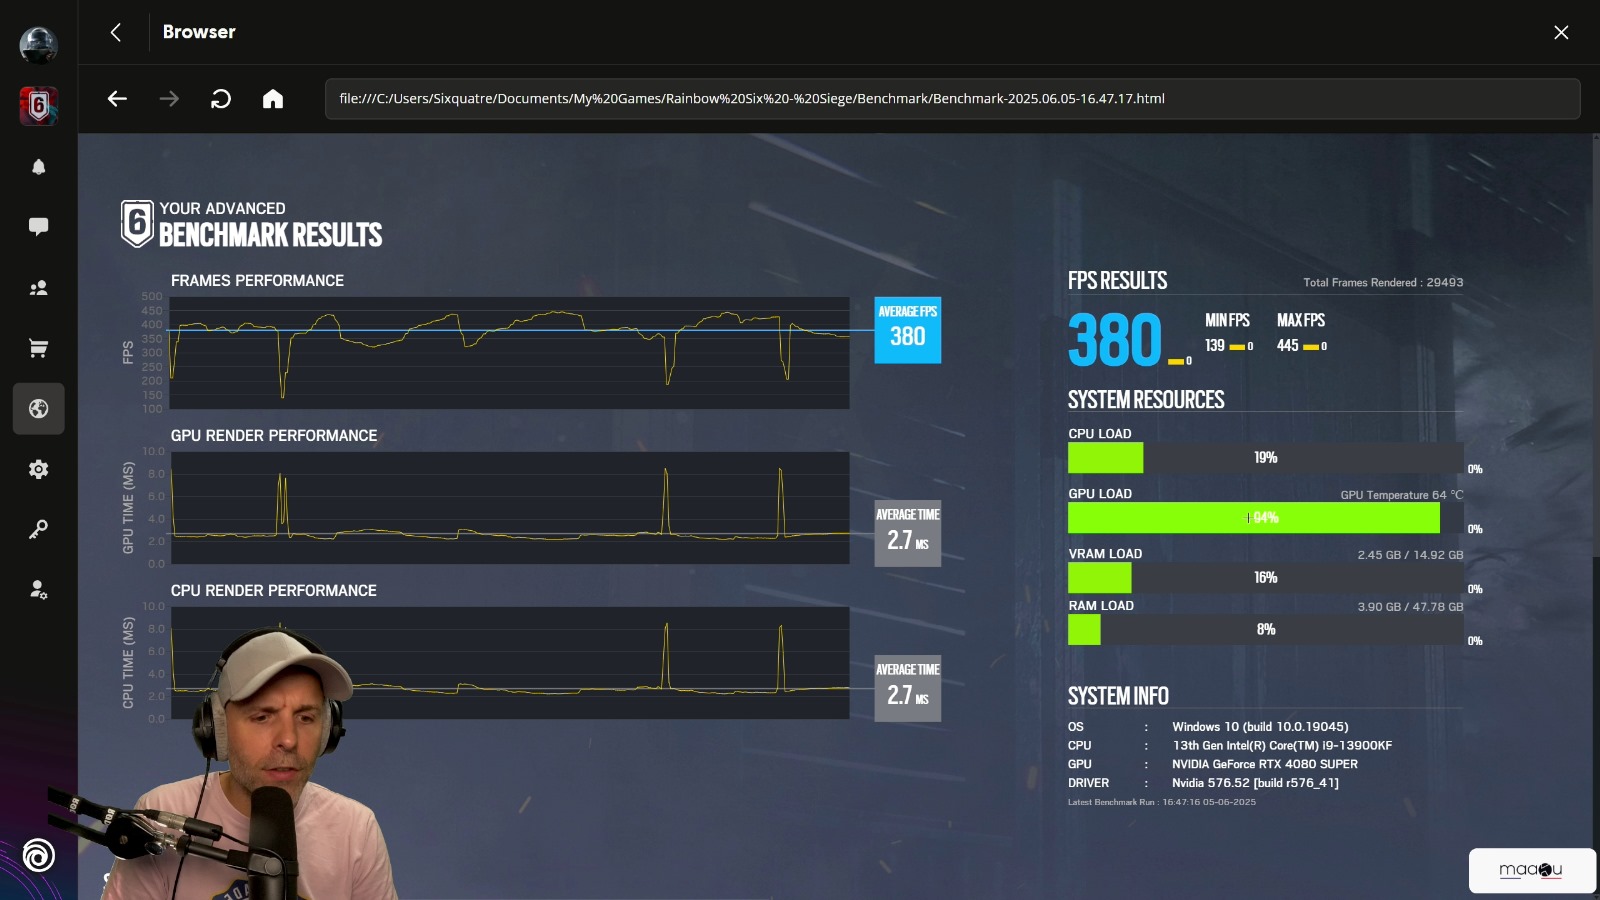 Browser
file:///C:/Users/Sixquatre/Documents/My%20Games/Rainbow%20Six%20-%20Siege/Benchmark/Benchmark-2025.06.05-16.47.17.html
6
YOUR ADVANCED
BENCHMARK RESULTS
FRAMES PERFORMANCE
FPS
500
450
400
350
300
250
200
150
100
AVERAGE FPS
380
GPU RENDER PERFORMANCE
GPU TIME (MS)
10.0
8.0
6.0
4.0
2.0
0.0
AVERAGE TIME
2.7 MS
CPU RENDER PERFORMANCE
CPU TIME (MS)
10.0
8.0
6.0
4.0
2.0
0.0
AVERAGE TIME
2.7 MS
FPS RESULTS
Total Frames Rendered : 29493
380
0
MIN FPS
139 0
MAX FPS
445 0
SYSTEM RESOURCES
CPU LOAD
19%
0%
GPU LOAD
GPU Temperature 64 °C
94%
0%
VRAM LOAD
2.45 GB / 14.92 GB
16%
0%
RAM LOAD
3.90 GB / 47.78 GB
8%
0%
SYSTEM INFO
OS : Windows 10 (build 10.0.19045)
CPU : 13th Gen Intel(R) Core(TM) i9-13900KF
GPU : NVIDIA GeForce RTX 4080 SUPER
DRIVER : Nvidia 576.52 [build r576_41]
Latest Benchmark Run : 16:47:16 05-06-2025